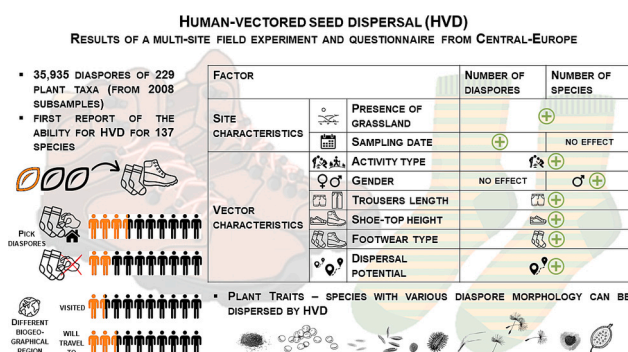 HUMAN-VECTORED SEED DISPERSAL (HVD)
RESULTS OF A MULTI-SITE FIELD EXPERIMENT AND QUESTIONNAIRE FROM CENTRAL-EUROPE
▪ 35,935 DIASPORES OF 229
PLANT TAXA (FROM 2008
SUBSAMPLES)
▪ FIRST REPORT OF THE
ABILITY FOR HVD FOR 137
SPECIES
PICK
DIASPORES
DIFFERENT
BIOGEO-
GRAPHICAL
REGION
VISITED
WILL
TRAVEL
TO
FACTOR
NUMBER OF
DIASPORES
NUMBER OF
SPECIES
SITE
CHARACTERISTICS
PRESENCE OF
GRASSLAND
SAMPLING DATE
NO EFFECT
VECTOR
CHARACTERISTICS
ACTIVITY TYPE
GENDER
NO EFFECT
TROUSERS LENGTH
SHOE-TOP HEIGHT
FOOTWEAR TYPE
DISPERSAL
POTENTIAL
▪ PLANT TRAITS – SPECIES WITH VARIOUS DIASPORE MORPHOLOGY CAN BE
DISPERSED BY HVD